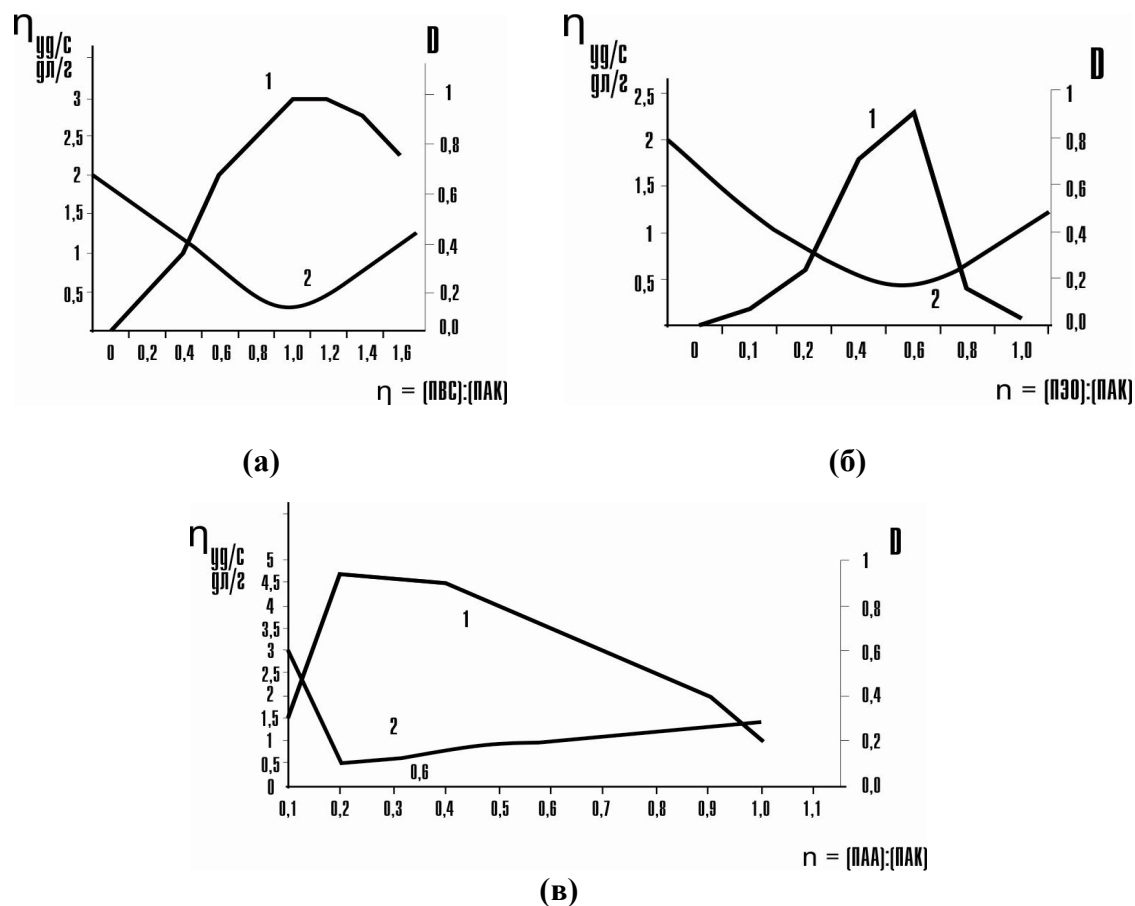 η уд/с
дл/г
D
1
3
2,5
2
1,5
1
0,5
1
0,8
0,6
0,4
0,2
0,0
2
0 0,2 0,4 0,6 0,8 1,0 1,2 1,4 1,6
η = (ПВС):(ПАК)
(а)
η уд/с
дл/г
D
2,5
2
1,5
1
0,5
1
0,8
0,6
0,4
0,2
0,0
1
2
0 0,1 0,2 0,4 0,6 0,8 1,0
n = (ПЭО):(ПАК)
(б)
η уд/с
дл/г
D
5
4,5
4
3,5
3
2,5
2
1,5
1
0,5
0
1
0,8
0,6
0,4
0,2
0,0
1
2
0,6
0,1 0,2 0,3 0,4 0,5 0,6 0,7 0,8 0,9 1,0 1,1
n = (ПАА):(ПАК)
(в)